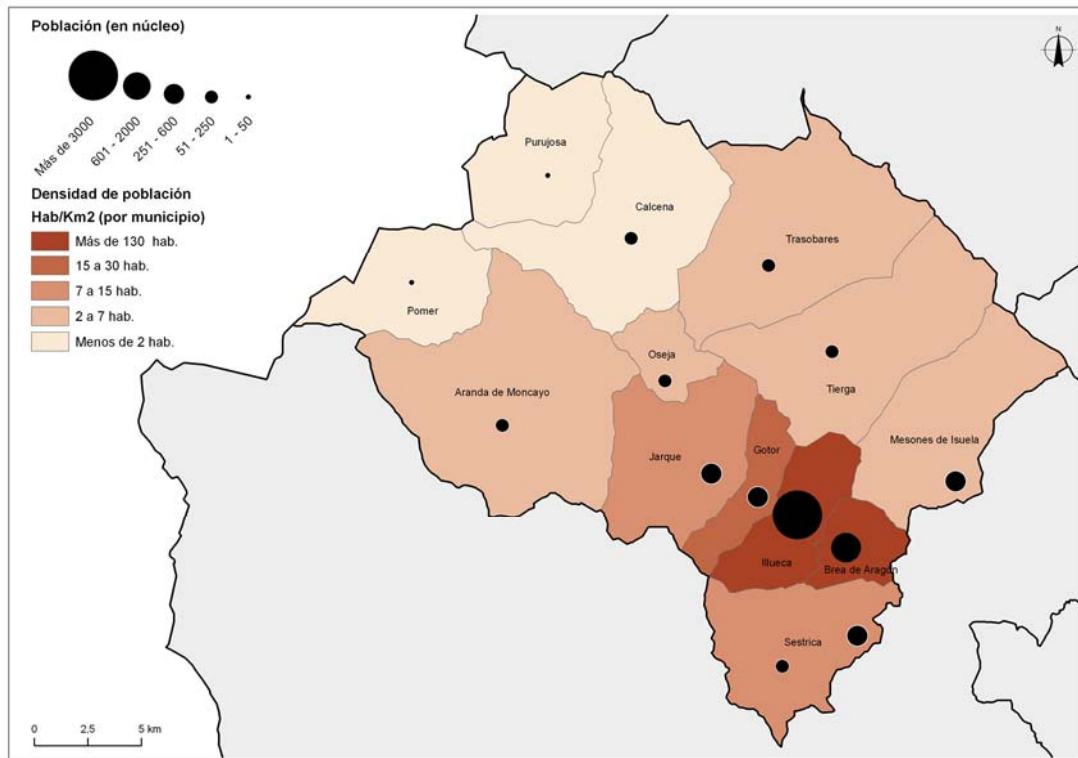 Población (en núcleo)
N
Más de 3000
601 - 2000
251 - 600
51 - 250
1 - 50
Densidad de población
Hab/Km2 (por municipio)
Más de 130 hab.
15 a 30 hab.
7 a 15 hab.
2 a 7 hab.
Menos de 2 hab.
Purujosa
Calcena
Trasobares
Pomer
Oseja
Aranda de Moncayo
Tierga
Mesones de Isuela
Jarque
Gotor
Illueca
Brea de Aragón
Sestrica
0 2,5 5 km